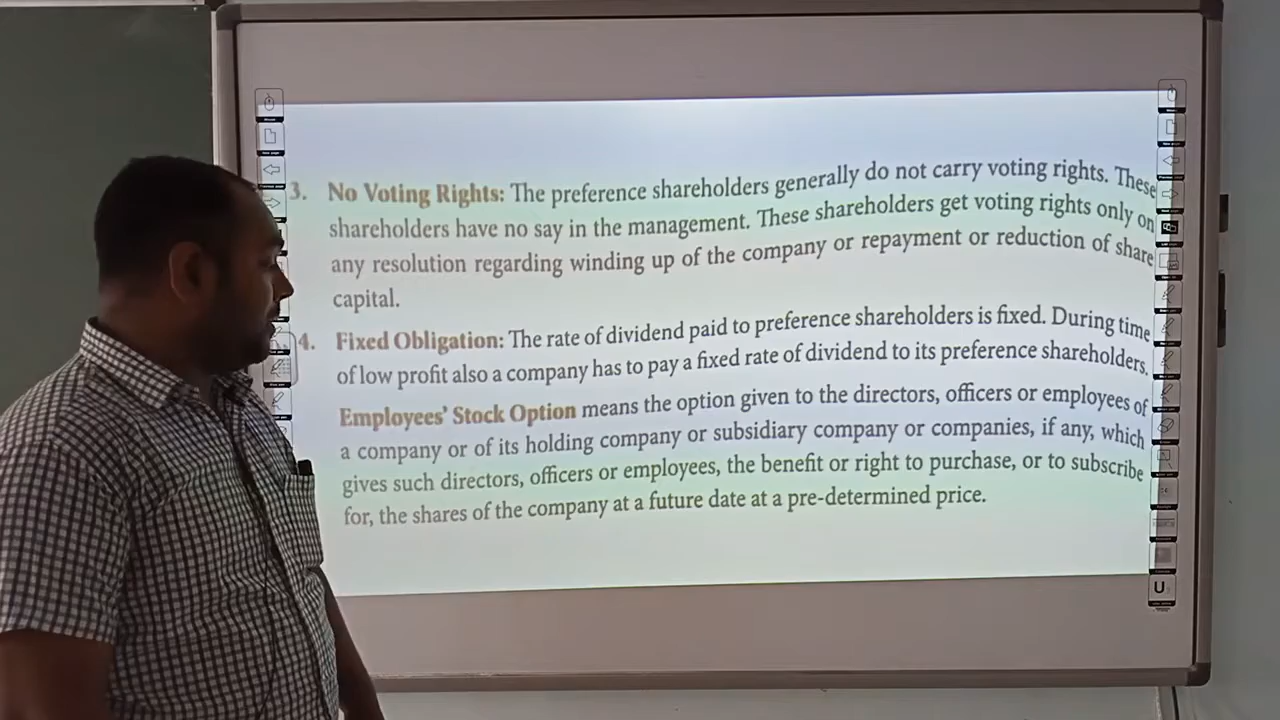 3. No Voting Rights: The preference shareholders generally do not carry voting rights. These
shareholders have no say in the management. These shareholders get voting rights only on
any resolution regarding winding up of the company or repayment or reduction of share
capital.
4. Fixed Obligation: The rate of dividend paid to preference shareholders is fixed. During time
of low profit also a company has to pay a fixed rate of dividend to its preference shareholders.
Employees' Stock Option means the option given to the directors, officers or employees of
a company or of its holding company or subsidiary company or companies, if any, which
gives such directors, officers or employees, the benefit or right to purchase, or to subscribe
for, the shares of the company at a future date at a pre-determined price.